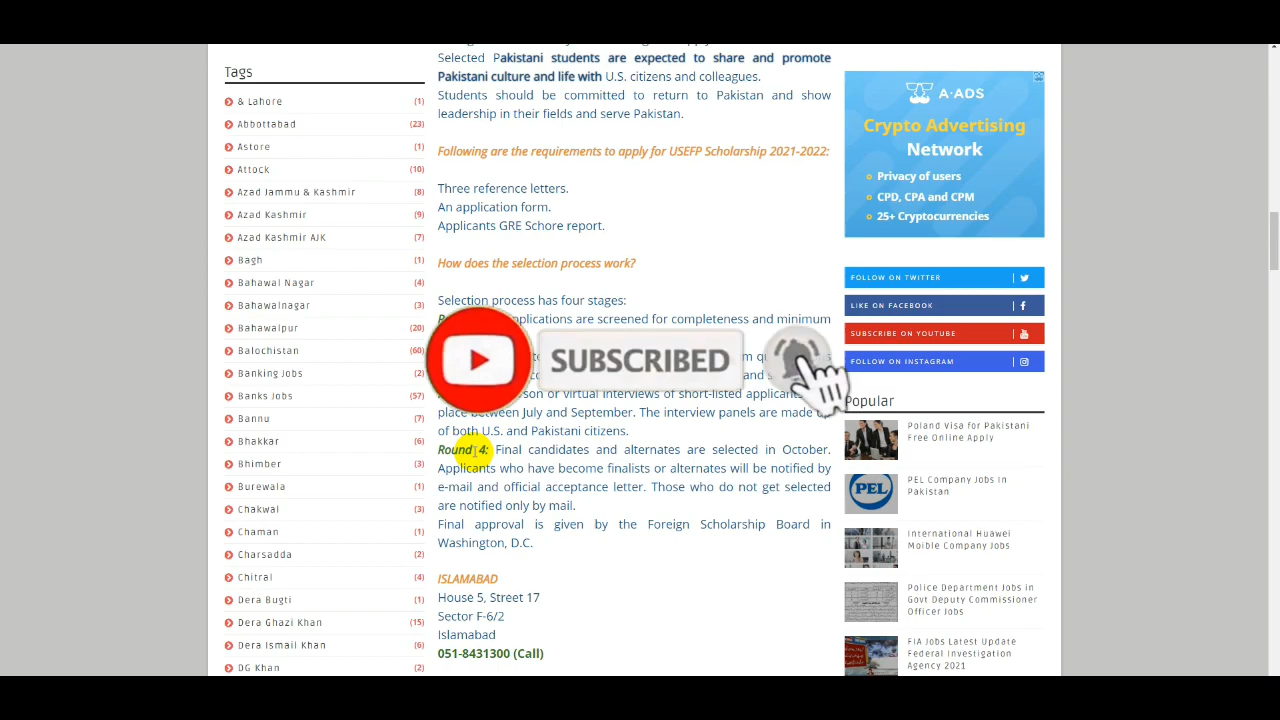 Tags
& Lahore (1)
Abbottabad (23)
Astore (1)
Attock (10)
Azad Jammu & Kashmir (8)
Azad Kashmir (9)
Azad Kashmir AJK (7)
Bagh (1)
Bahawal Nagar (4)
Bahawalnagar (3)
Bahawalpur (20)
Balochistan (60)
Banking Jobs (2)
Banks Jobs (57)
Bannu (7)
Bhakkar (6)
Bhimber (3)
Burewala (1)
Chakwal (3)
Chaman (1)
Charsadda (2)
Chitral (4)
Dera Bugti (1)
Dera Ghazi Khan (15)
Dera Ismail Khan (6)
DG Khan (2)
Selected Pakistani students are expected to share and promote
Pakistani culture and life with U.S. citizens and colleagues.
Students should be committed to return to Pakistan and show
leadership in their fields and serve Pakistan.
Following are the requirements to apply for USEFP Scholarship 2021-2022:
Three reference letters.
An application form.
Applicants GRE Schore report.
How does the selection process work?
Selection process has four stages:
applications are screened for completeness and minimum
SUBSCRIBED
or virtual interviews of short-listed applicants
place between July and September. The interview panels are made up
of both U.S. and Pakistani citizens.
Round 4: Final candidates and alternates are selected in October.
Applicants who have become finalists or alternates will be notified by
e-mail and official acceptance letter. Those who do not get selected
are notified only by mail.
Final approval is given by the Foreign Scholarship Board in
Washington, D.C.
ISLAMABAD
House 5, Street 17
Sector F-6/2
Islamabad
051-8431300 (Call)
A-ADS
Crypto Advertising
Network
Privacy of users
CPD, CPA and CPM
25+ Cryptocurrencies
FOLLOW ON TWITTER
LIKE ON FACEBOOK
SUBSCRIBE ON YOUTUBE
FOLLOW ON INSTAGRAM
Popular
Poland Visa for Pakistani
Free Online Apply
PEL
PEL Company Jobs In
Pakistan
International Huawei
Moible Company Jobs
Police Department Jobs in
Govt Deputy Commissioner
Officer Jobs
FIA Jobs Latest Update
Federal Investigation
Agency 2021